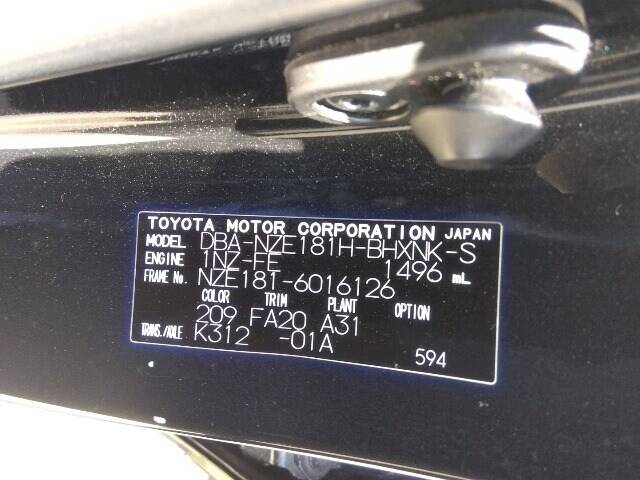 TOYOTA MOTOR CORPORATION JAPAN
MODEL DBA-NZE181H-BHXNK-S
ENGINE 1NZ-FE 1496 mL
FRAME No. NZE181-6016126
COLOR TRIM PLANT OPTION
209 FA20 A31
TRANS./AXLE K312 -01A
594